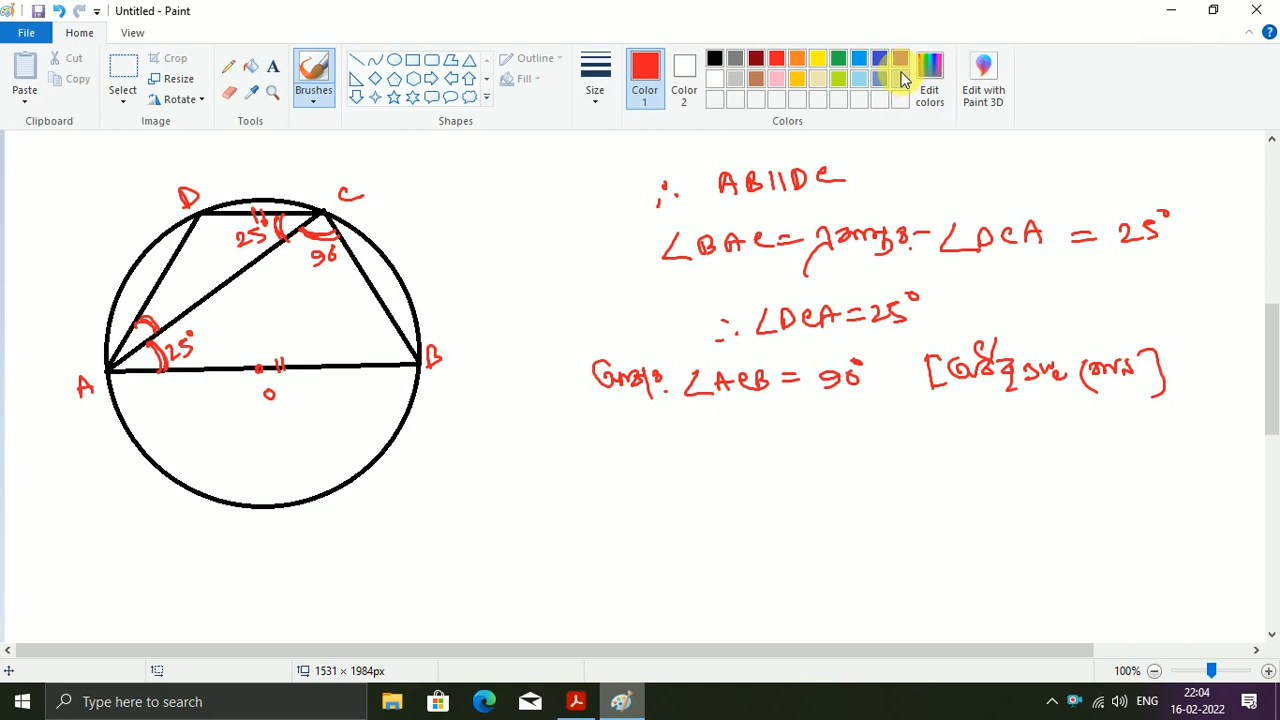 Untitled - Paint
File
Home
View
Paste
Cut
Copy
Clipboard
Select
Crop
Resize
Rotate
Image
A
Tools
Brushes
Outline
Fill
Shapes
Size
Color 1
Color 2
Edit colors
Colors
Edit with Paint 3D
D
C
25°
90°
25°
A
B
O
∴ AB||DC
∠BAC = ∠DCA = 25°
∴ ∠DCA = 25°
∠ACB = 90°
1531 × 1984px
100%
Type here to search
ENG
22:04
16-02-2022